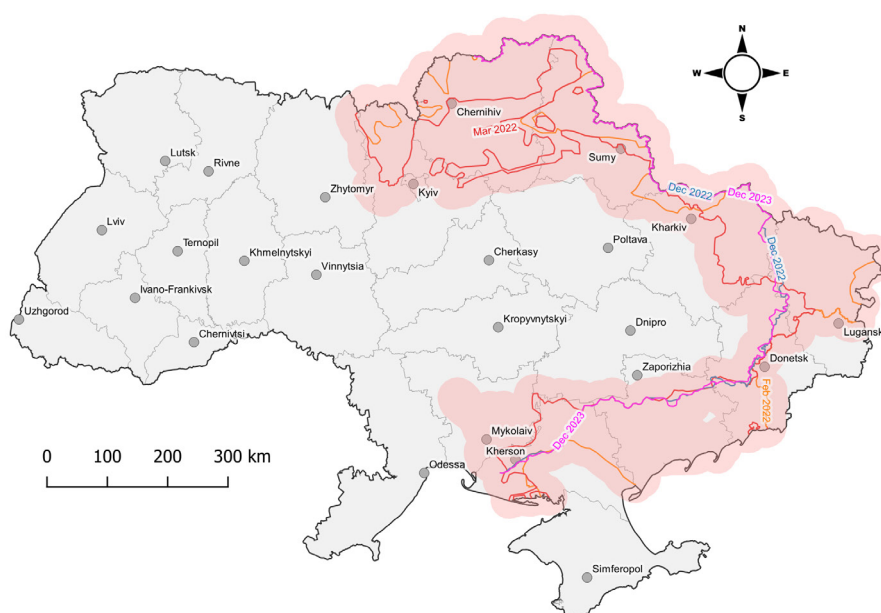 N
W
E
S
Chernihiv
Mar 2022
Lutsk
Rivne
Sumy
Zhytomyr
Kyiv
Dec 2022
Dec 2023
Kharkiv
Lviv
Ternopil
Khmelnytskyi
Vinnytsia
Cherkasy
Poltava
Dec 2022
Ivano-Frankivsk
Uzhgorod
Chernivtsi
Kropyvnytskyi
Dnipro
Lugansk
Donetsk
Zaporizhia
Feb 2022
Mykolaiv
Kherson
Dec 2023
Odessa
0 100 200 300 km
Simferopol